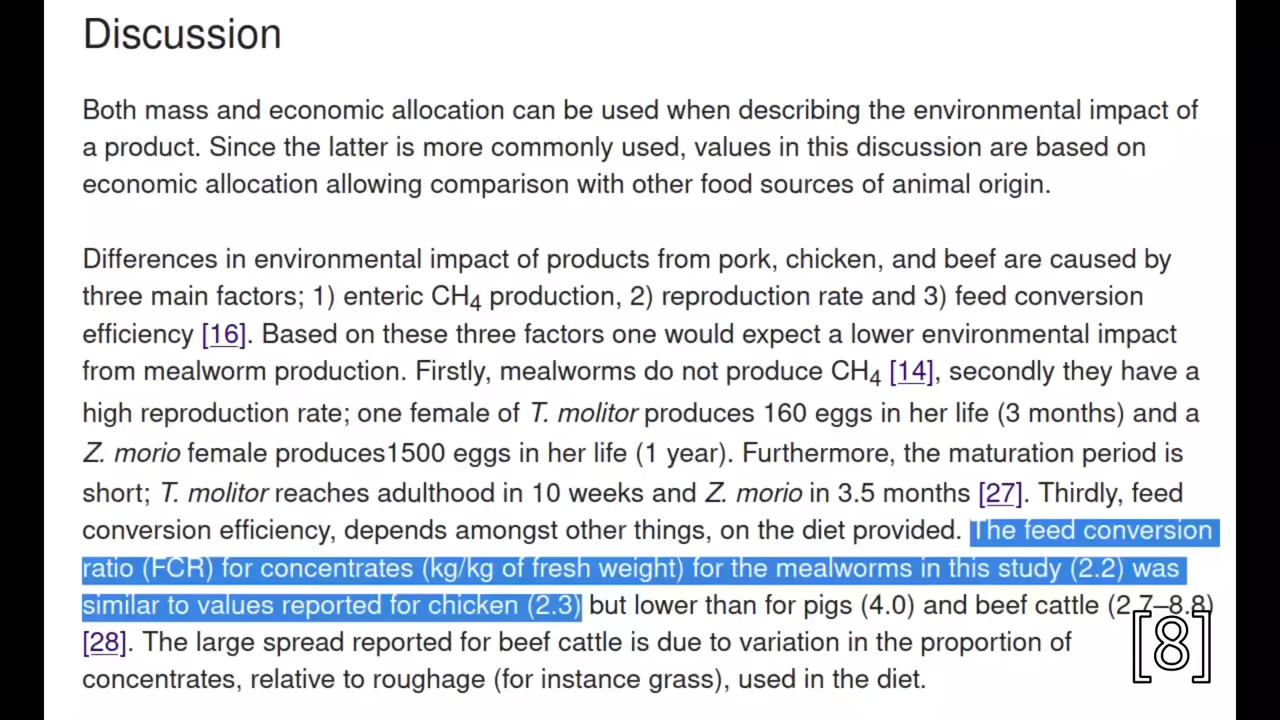 Discussion
Both mass and economic allocation can be used when describing the environmental impact of
a product. Since the latter is more commonly used, values in this discussion are based on
economic allocation allowing comparison with other food sources of animal origin.
Differences in environmental impact of products from pork, chicken, and beef are caused by
three main factors; 1) enteric CH4 production, 2) reproduction rate and 3) feed conversion
efficiency [16]. Based on these three factors one would expect a lower environmental impact
from mealworm production. Firstly, mealworms do not produce CH4 [14], secondly they have a
high reproduction rate; one female of T. molitor produces 160 eggs in her life (3 months) and a
Z. morio female produces1500 eggs in her life (1 year). Furthermore, the maturation period is
short; T. molitor reaches adulthood in 10 weeks and Z. morio in 3.5 months [27]. Thirdly, feed
conversion efficiency, depends amongst other things, on the diet provided. The feed conversion
ratio (FCR) for concentrates (kg/kg of fresh weight) for the mealworms in this study (2.2) was
similar to values reported for chicken (2.3) but lower than for pigs (4.0) and beef cattle (2.7–8.8)
[28]. The large spread reported for beef cattle is due to variation in the proportion of
concentrates, relative to roughage (for instance grass), used in the diet.
[8]